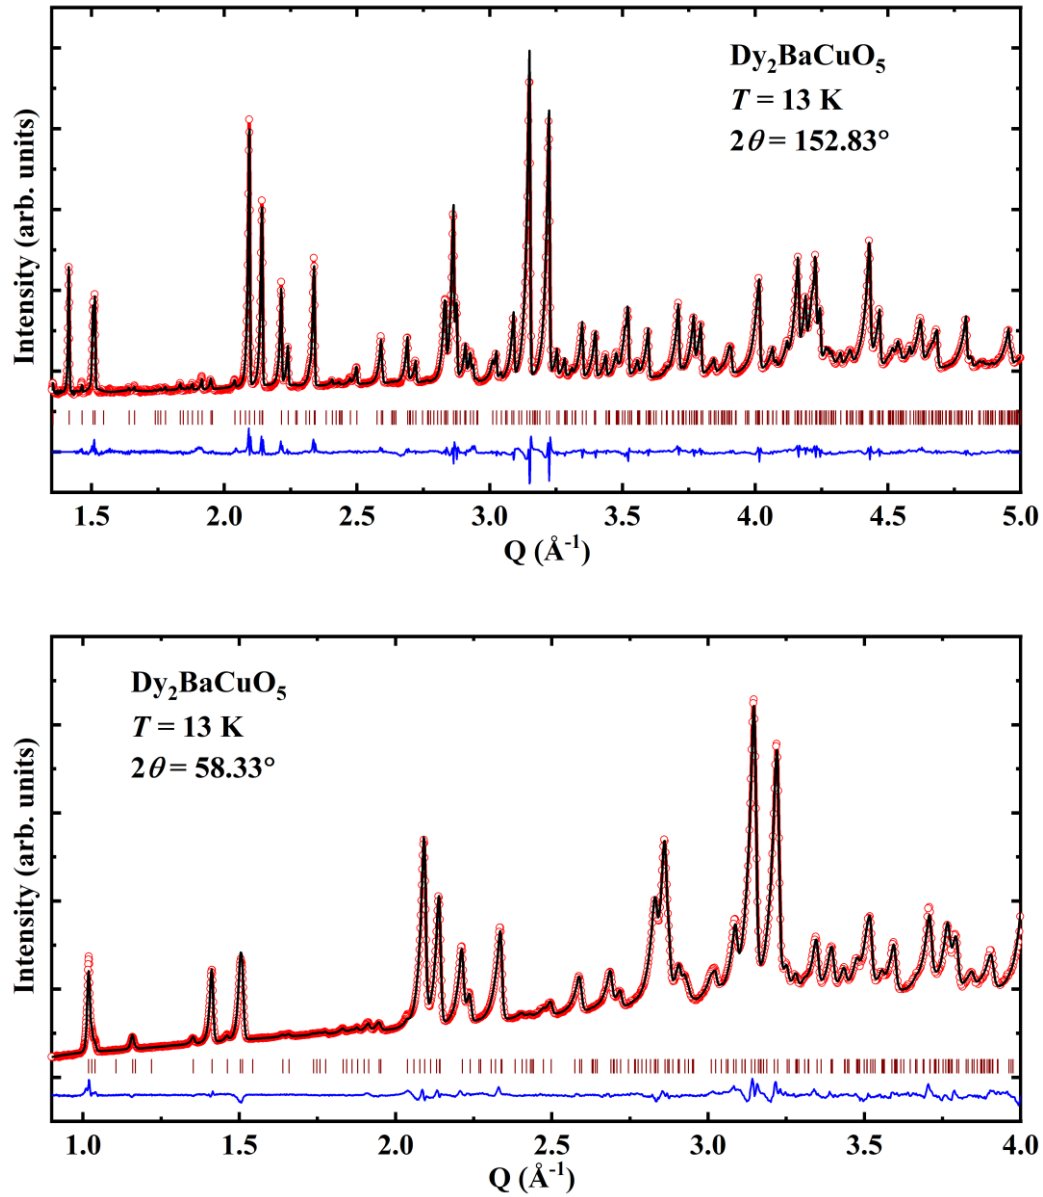 Dy₂BaCuO₅
T = 13 K
2θ = 152.83°
Intensity (arb. units)
1.5 2.0 2.5 3.0 3.5 4.0 4.5 5.0
Q (Å⁻¹)
Dy₂BaCuO₅
T = 13 K
2θ = 58.33°
Intensity (arb. units)
1.0 1.5 2.0 2.5 3.0 3.5 4.0
Q (Å⁻¹)